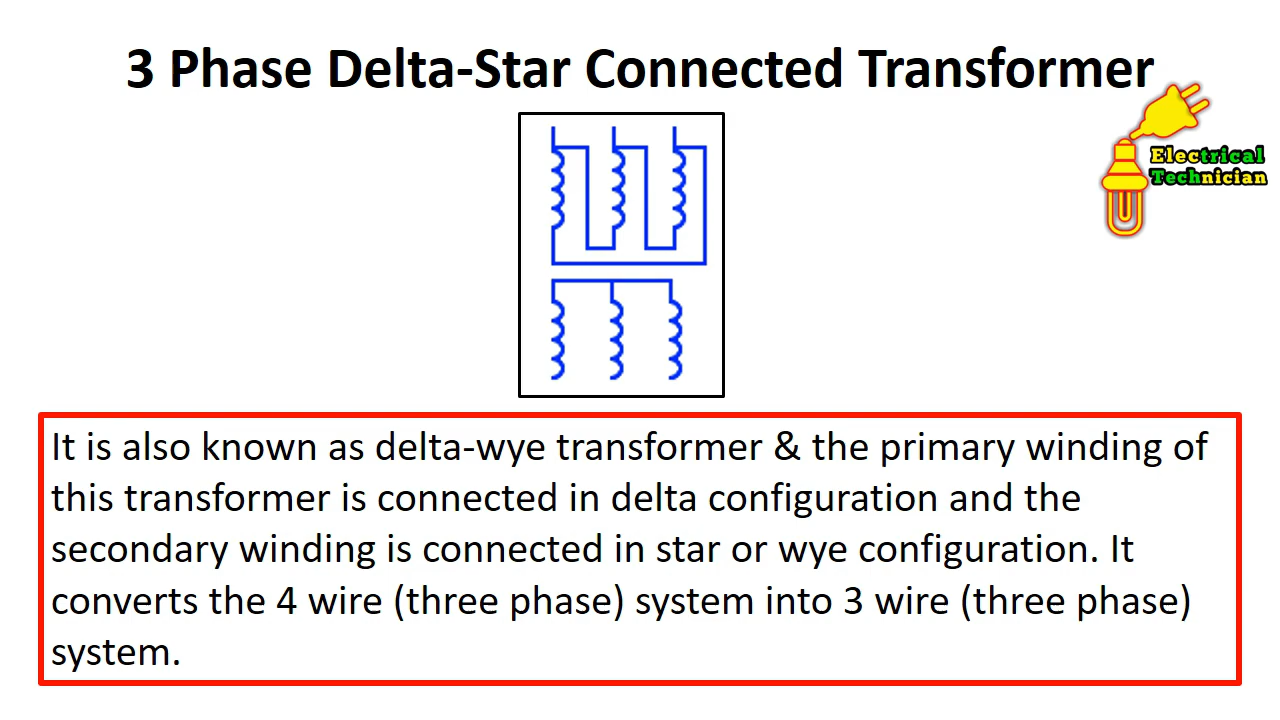 3 Phase Delta-Star Connected Transformer
Electrical
Technician
It is also known as delta-wye transformer & the primary winding of
this transformer is connected in delta configuration and the
secondary winding is connected in star or wye configuration. It
converts the 4 wire (three phase) system into 3 wire (three phase)
system.